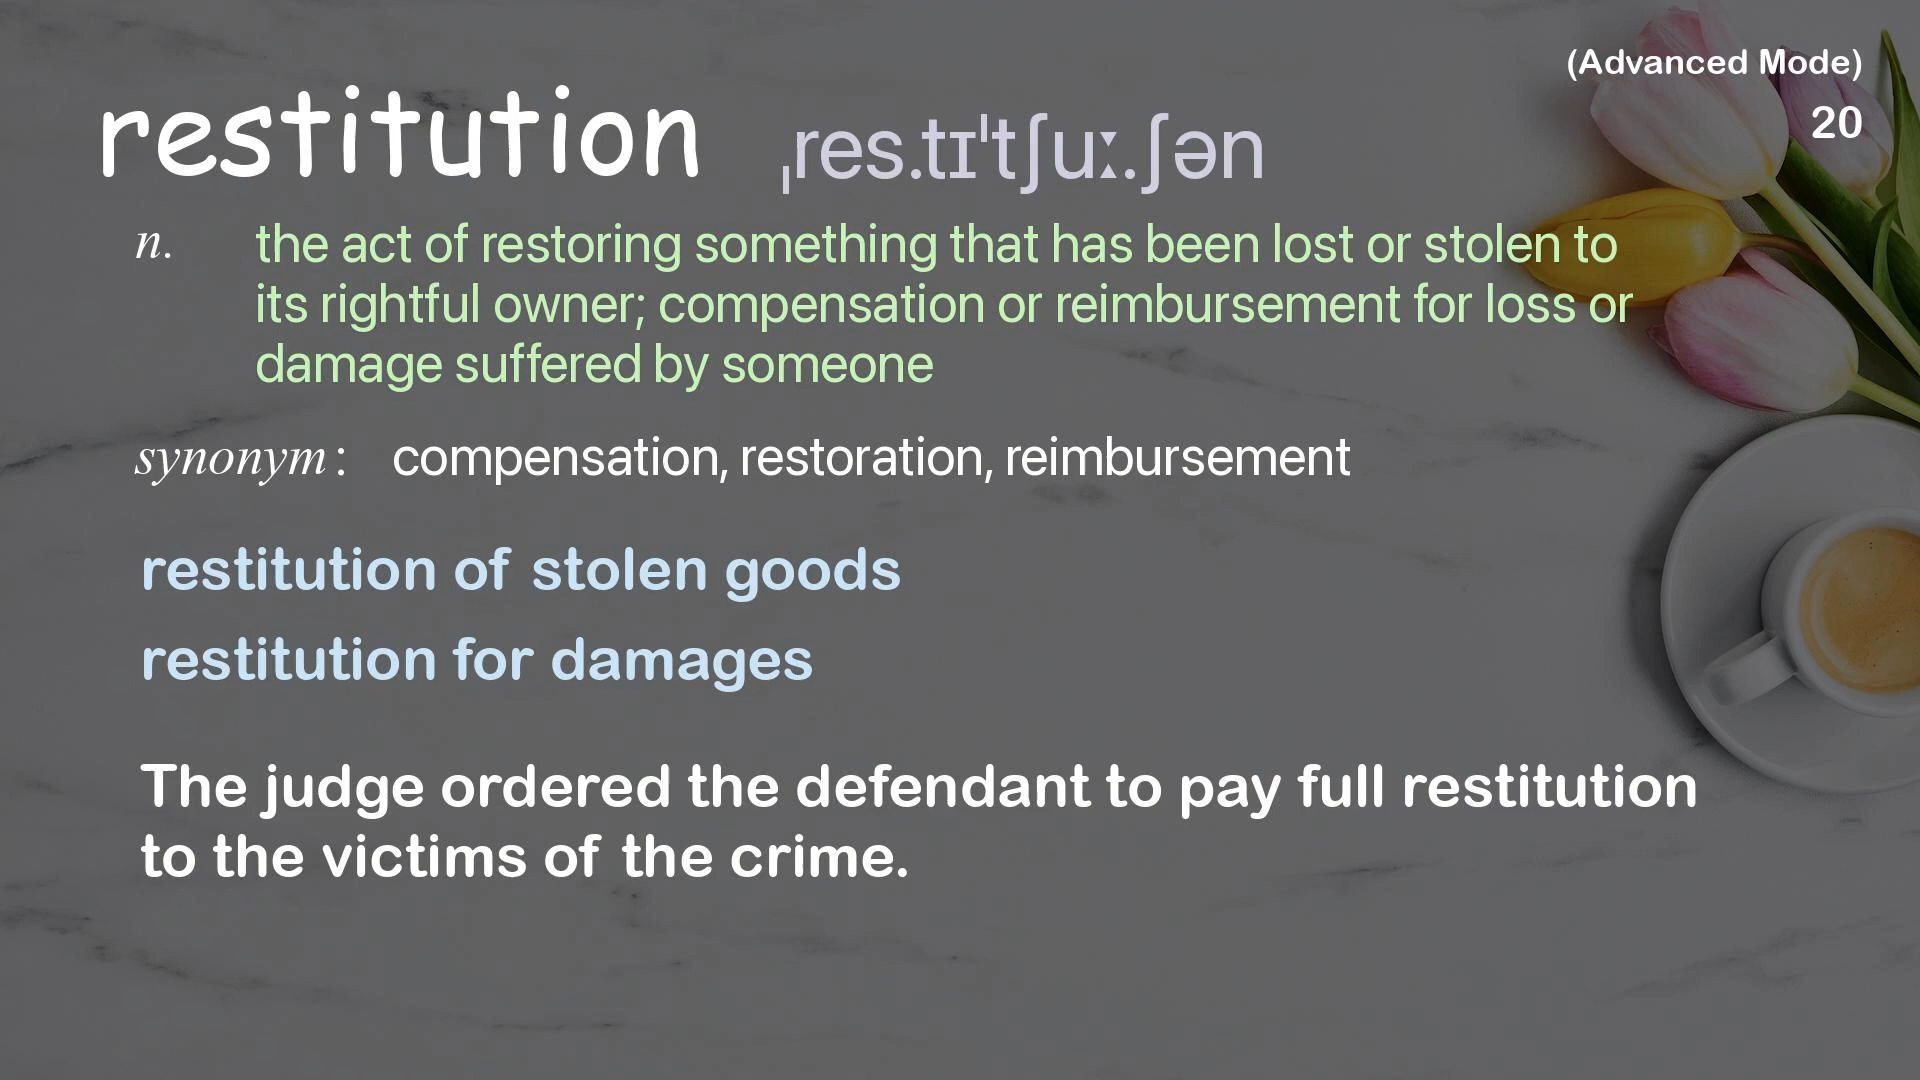 (Advanced Mode)
20
restitution ˌres.tɪˈtʃuː.ʃən
n. the act of restoring something that has been lost or stolen to
its rightful owner; compensation or reimbursement for loss or
damage suffered by someone
synonym : compensation, restoration, reimbursement
restitution of stolen goods
restitution for damages
The judge ordered the defendant to pay full restitution
to the victims of the crime.